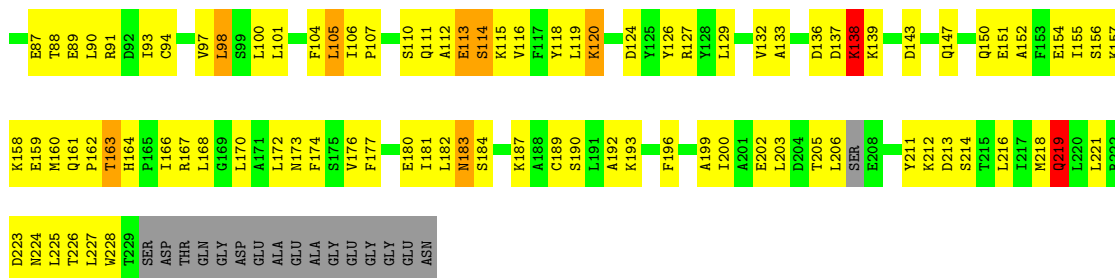 E87 T88 E89 L90 R91 D92 I93 C94 V97 L98 S99 L100 L101 F104 L105 I106 P107 S110 Q111 A112 E113 S114 K115 V116 F117 Y118 L119 K120 D124 Y125 Y126 R127 Y128 L129 V132 A133 D136 D137 K138 K139 D143 Q147 Q150 E151 A152 F153 E154 I155 S156 K157
K158 E159 M160 Q161 P162 T163 H164 P165 I166 R167 L168 G169 L170 A171 L172 N173 F174 S175 V176 F177 E180 I181 L182 N183 S184 K187 A188 C189 S190 L191 A192 K193 F196 A199 I200 A201 E202 L203 D204 T205 L206 SER E208 Y211 K212 D213 S214 T215 L216 I217 M218 Q219 L220 L221
D223 N224 L225 T226 L227 W228 T229 SER ASP THR GLN GLY ASP GLU ALA GLU ALA GLY GLU GLY GLY GLU ASN